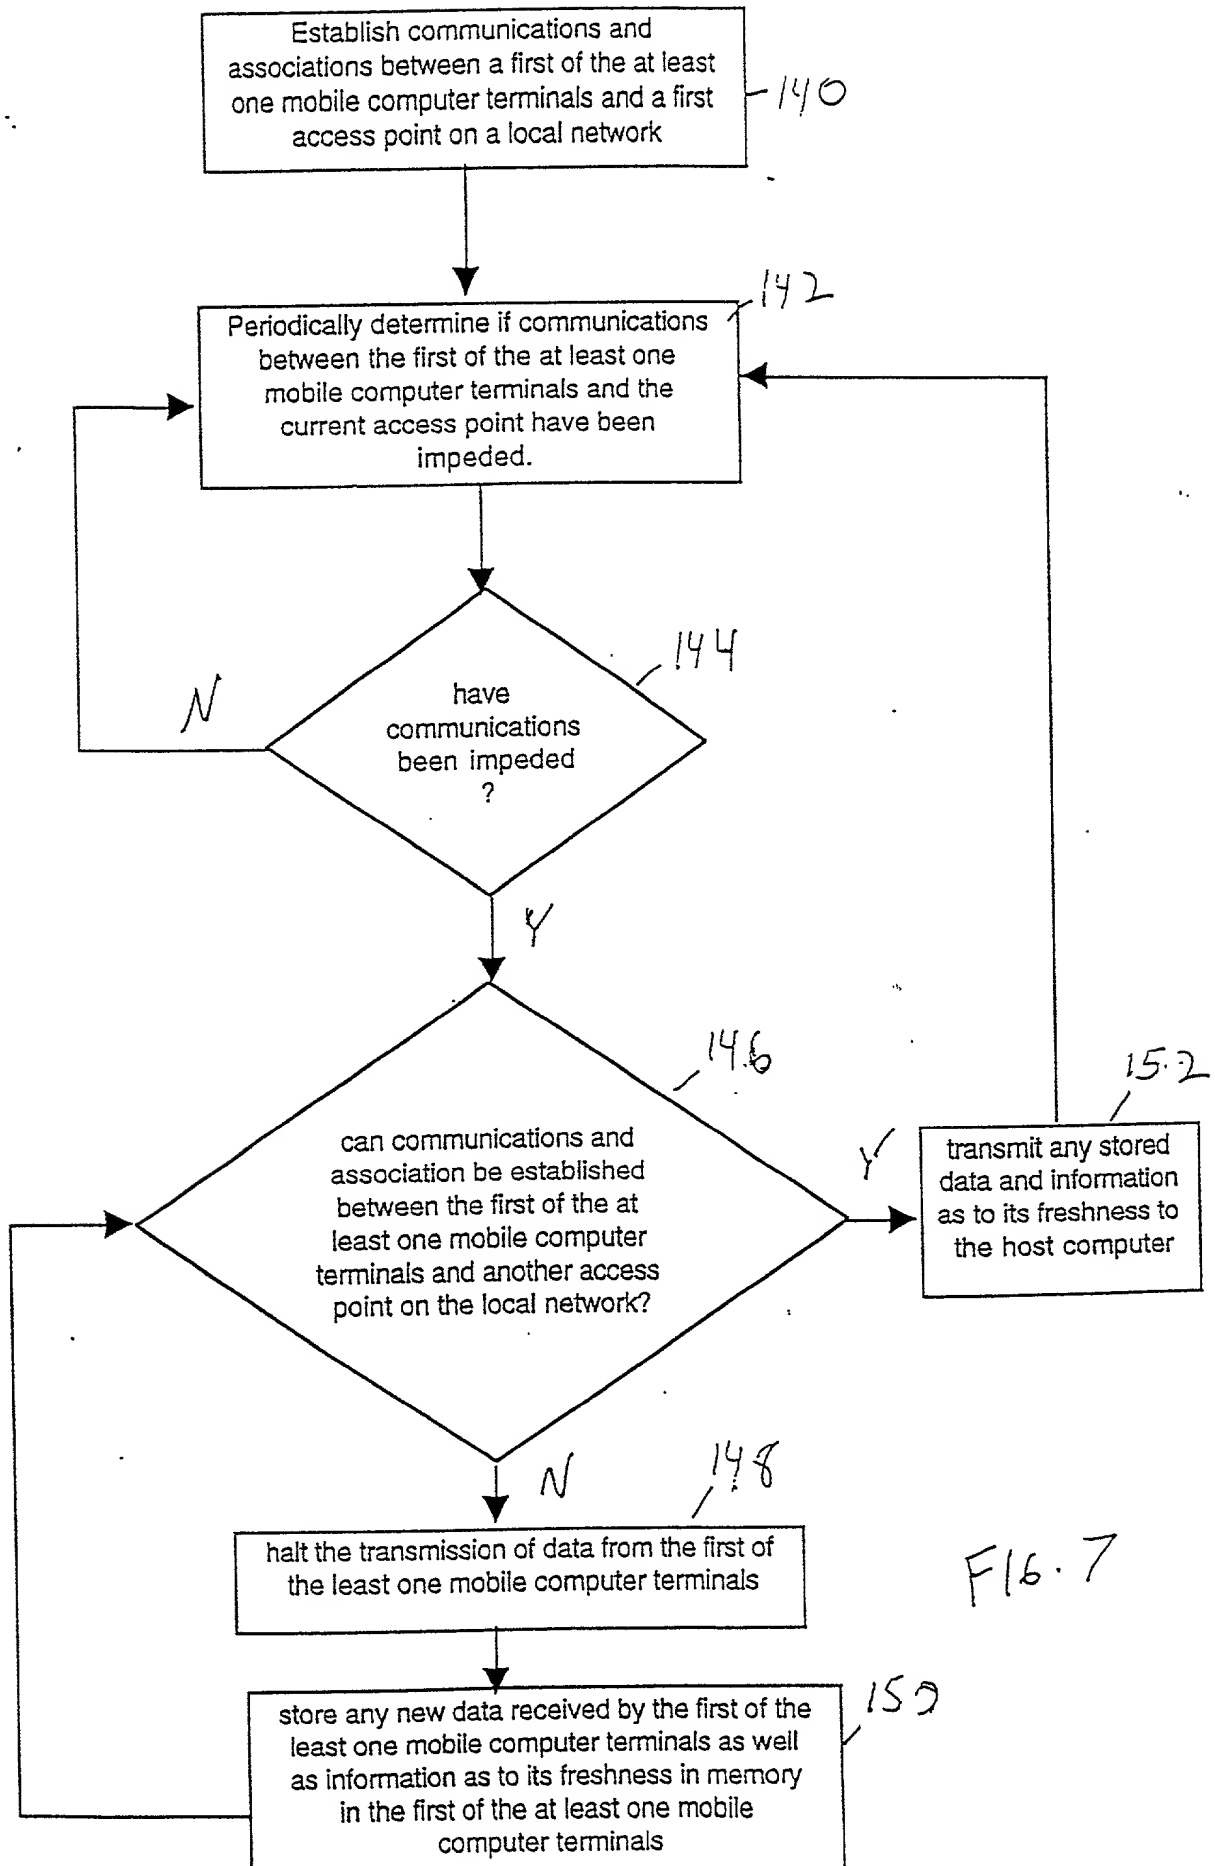 Establish communications and
associations between a first of the at least
one mobile computer terminals and a first
access point on a local network
140
142
Periodically determine if communications
between the first of the at least one
mobile computer terminals and the
current access point have been
impeded.
144
N
have
communications
been impeded
?
Y
146
can communications and
association be established
between the first of the at
least one mobile computer
terminals and another access
point on the local network?
Y
152
transmit any stored
data and information
as to its freshness to
the host computer
N
148
halt the transmission of data from the first of
the least one mobile computer terminals
FIG. 7
150
store any new data received by the first of the
least one mobile computer terminals as well
as information as to its freshness in memory
in the first of the at least one mobile
computer terminals